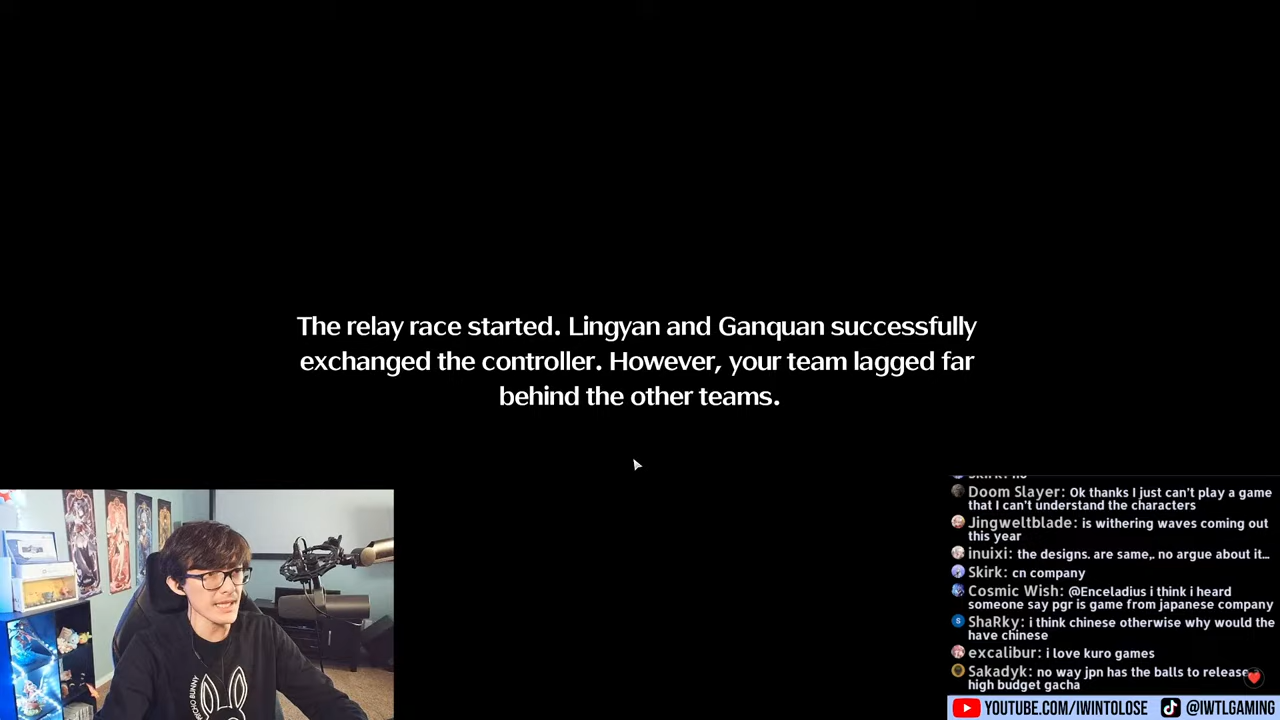 The relay race started. Lingyan and Ganquan successfully
exchanged the controller. However, your team lagged far
behind the other teams.
Doom Slayer: Ok thanks I just can't play a game
that I can't understand the characters
Jingweltblade: is withering waves coming out
this year
inuixi: the designs. are same,. no argue about it...
Skirk: cn company
Cosmic Wish: @Enceladius i think i heard
someone say pgr is game from japanese company
S ShaRky: i think chinese otherwise why would the
have chinese
excalibur: i love kuro games
Sakadyk: no way jpn has the balls to release
high budget gacha
YOUTUBE.COM/IWINTOLOSE @IWTLGAMING
BUNNY